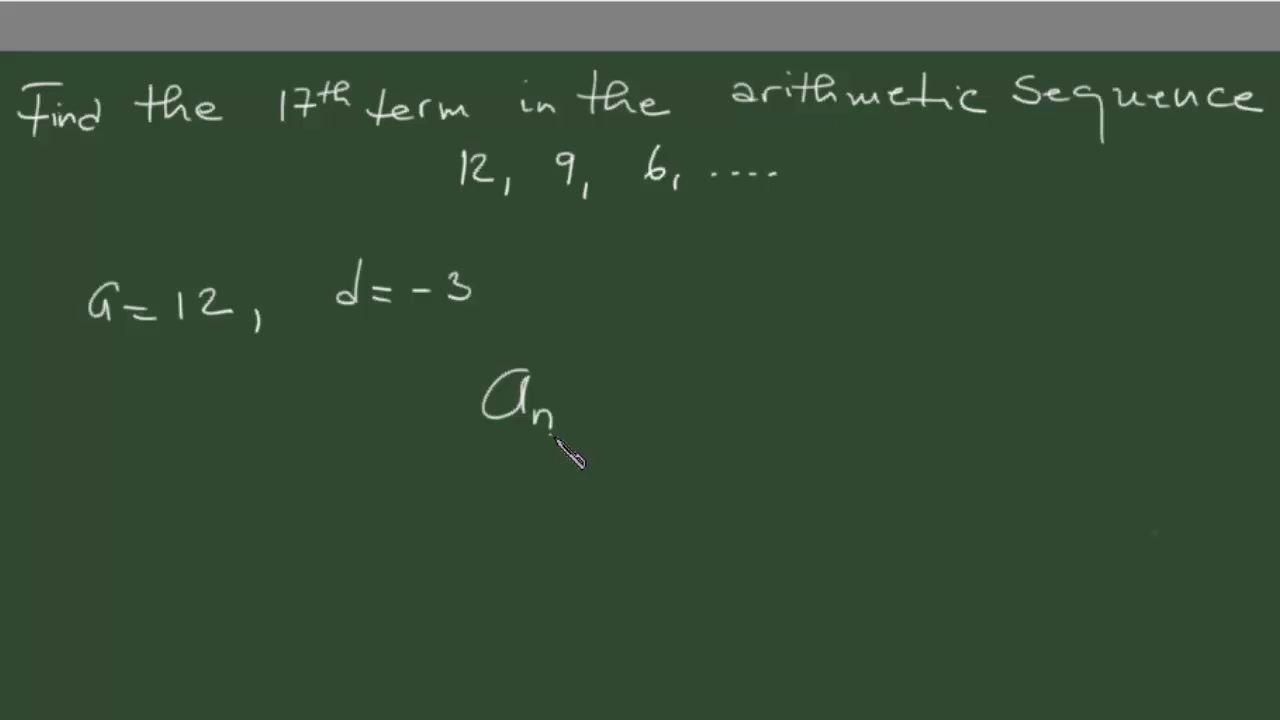 Find the 17th term in the arithmetic sequence
12, 9, 6, ....
a = 12, d = - 3
an